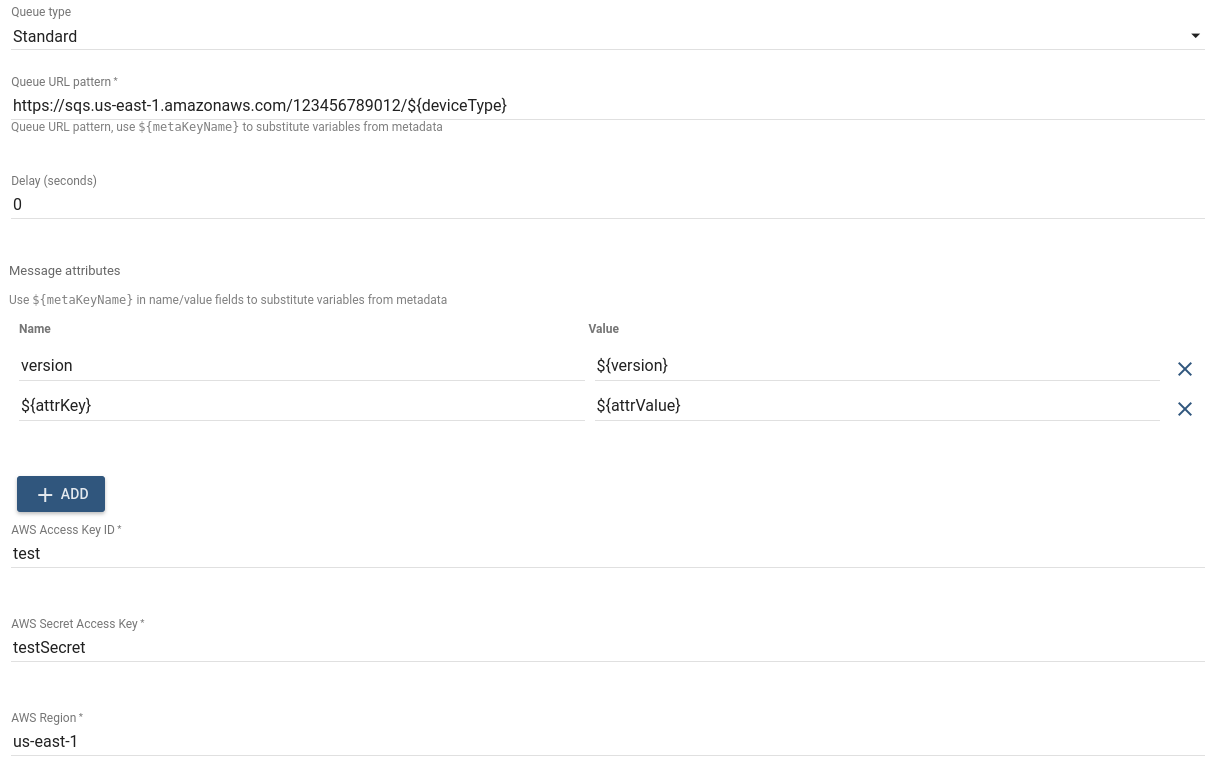 Queue type
Standard
Queue URL pattern *
https://sqs.us-east-1.amazonaws.com/123456789012/${deviceType}
Queue URL pattern, use ${metaKeyName} to substitute variables from metadata
Delay (seconds)
0
Message attributes
Use ${metaKeyName} in name/value fields to substitute variables from metadata
Name Value
version ${version}
${attrKey} ${attrValue}
ADD
AWS Access Key ID *
test
AWS Secret Access Key *
testSecret
AWS Region *
us-east-1